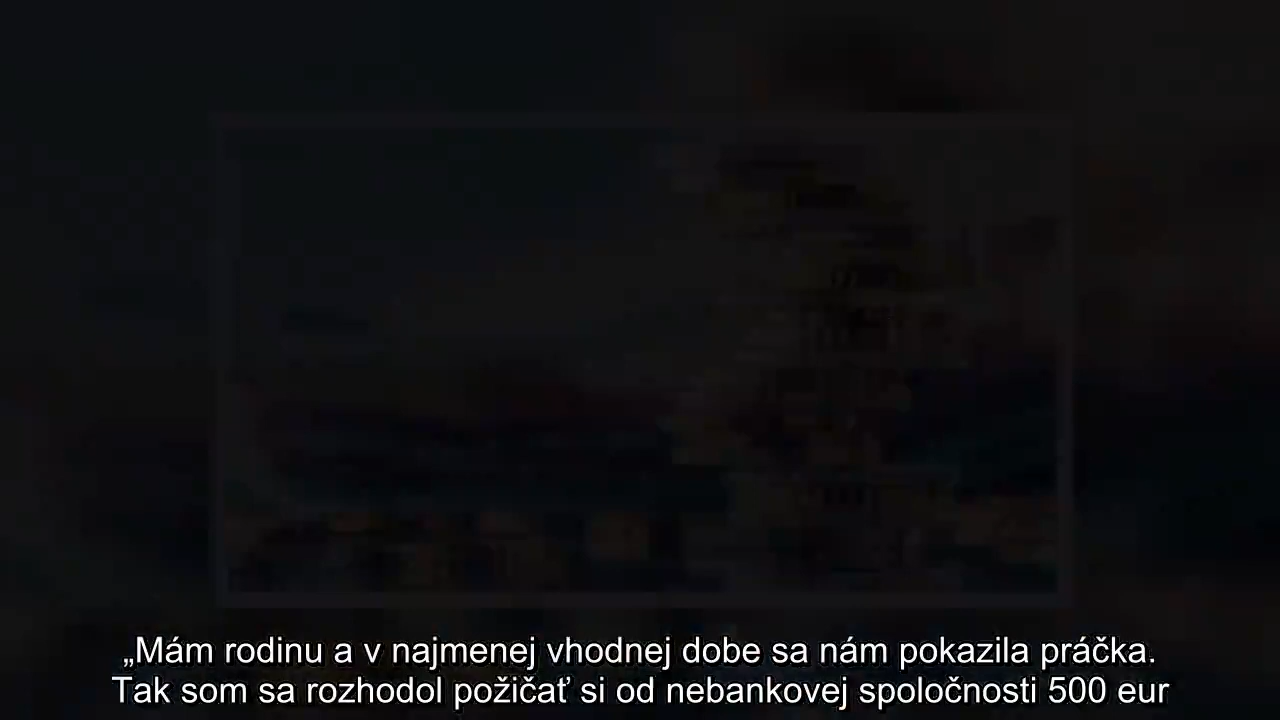 „Mám rodinu a v najmenej vhodnej dobe sa nám pokazila práčka.
Tak som sa rozhodol požičať si od nebankovej spoločnosti 500 eur